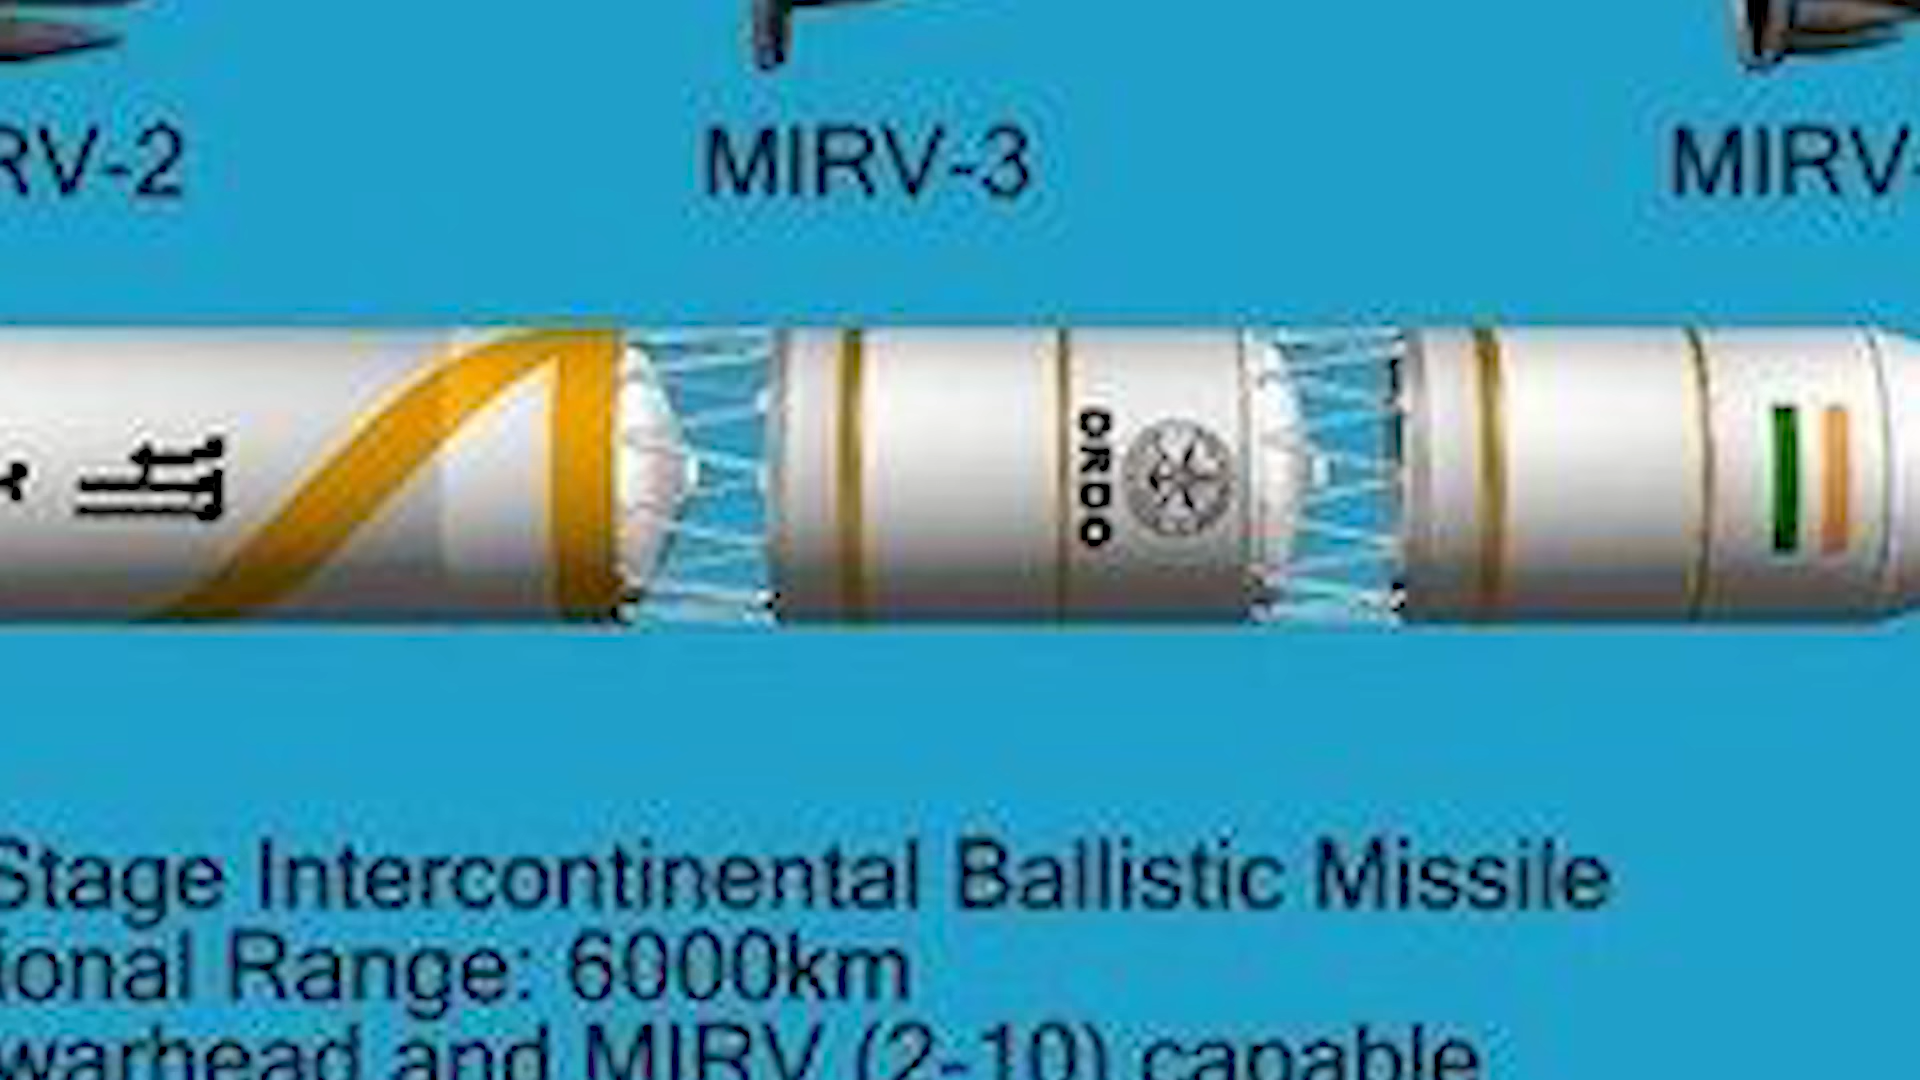 RV-2
MIRV-3
MIRV-
DRDO
Stage Intercontinental Ballistic Missile
ional Range: 6000km
warhead and MIRV (2-10) capable